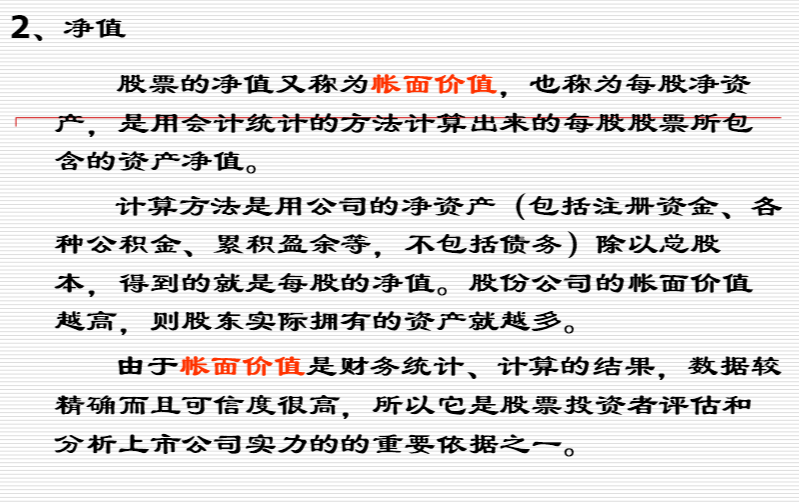 2、净值
股票的净值又称为帐面价值，也称为每股净资
产，是用会计统计的方法计算出来的每股股票所包
含的资产净值。
计算方法是用公司的净资产（包括注册资金、各
种公积金、累积盈余等，不包括债务）除以总股
本，得到的就是每股的净值。股份公司的帐面价值
越高，则股东实际拥有的资产就越多。
由于帐面价值是财务统计、计算的结果，数据较
精确而且可信度很高，所以它是股票投资者评估和
分析上市公司实力的的重要依据之一。